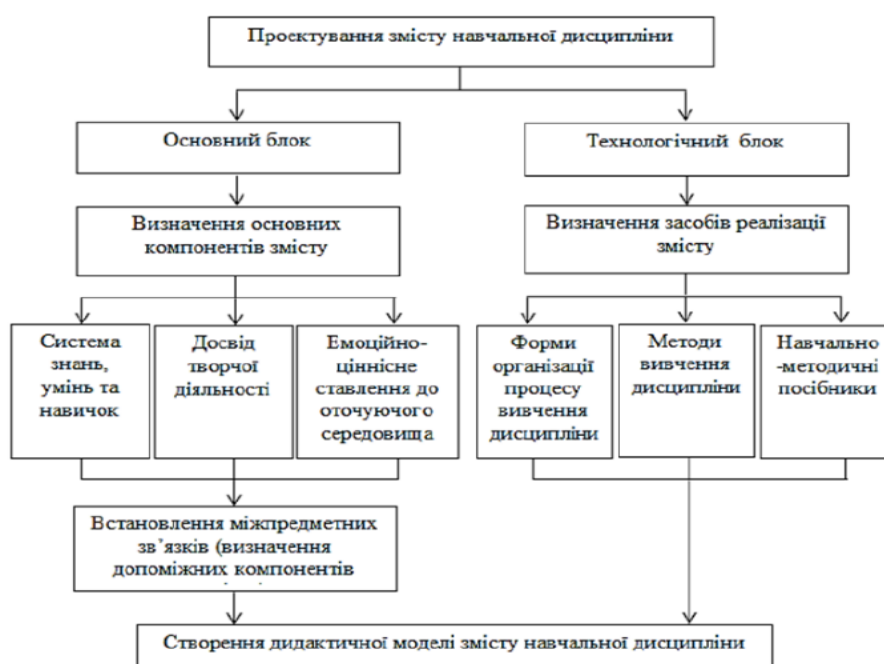 Проєктування змісту навчальної дисципліни
Основний блок
Технологічний блок
Визначення основних
компонентів змісту
Визначення засобів реалізації
змісту
Система
знань,
умінь та
навичок
Досвід
творчої
діяльності
Емоційно-
ціннісне
ставлення до
оточуючого
середовища
Форми
організації
процесу
вивчення
дисципліни
Методи
вивчення
дисципліни
Навчально
-методичні
посібники
Встановлення міжпредметних
зв’язків (визначення
допоміжних компонентів
Створення дидактичної моделі змісту навчальної дисципліни